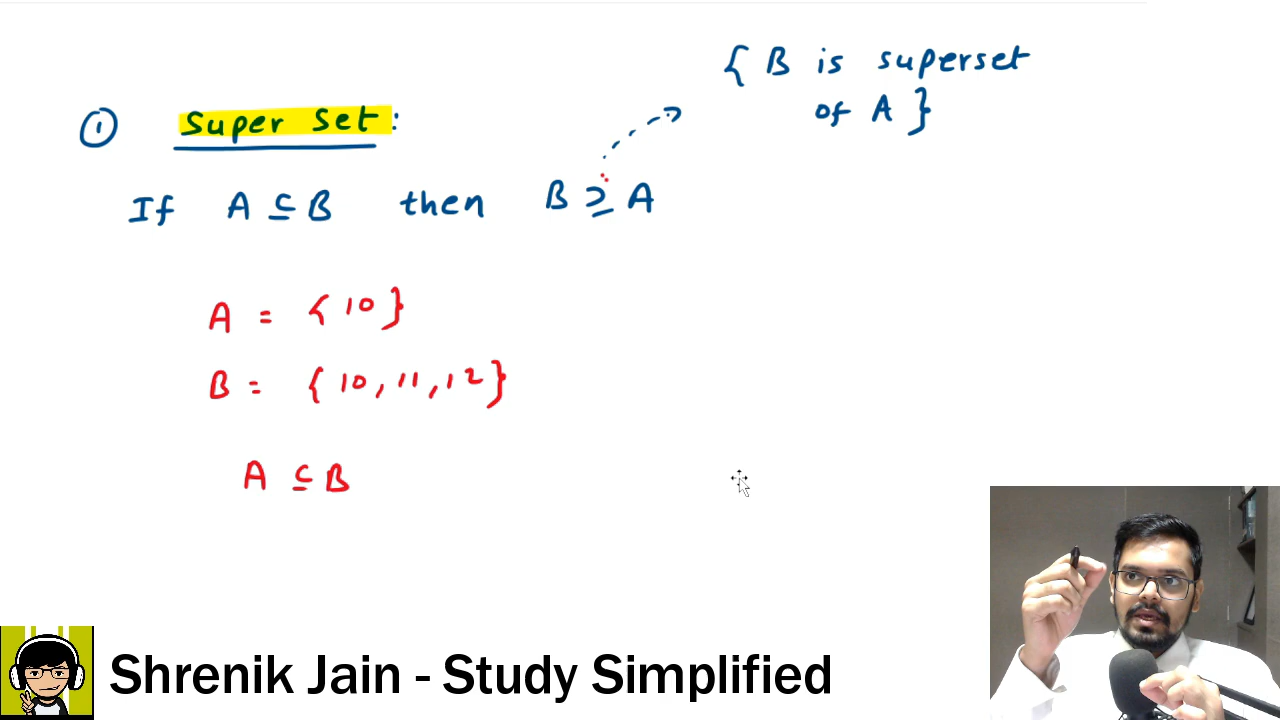 { B is superset
of A }
① Super Set:
If A ⊆ B then B ⊇ A
A = { 10 }
B = { 10, 11, 12 }
A ⊆ B
Shrenik Jain - Study Simplified